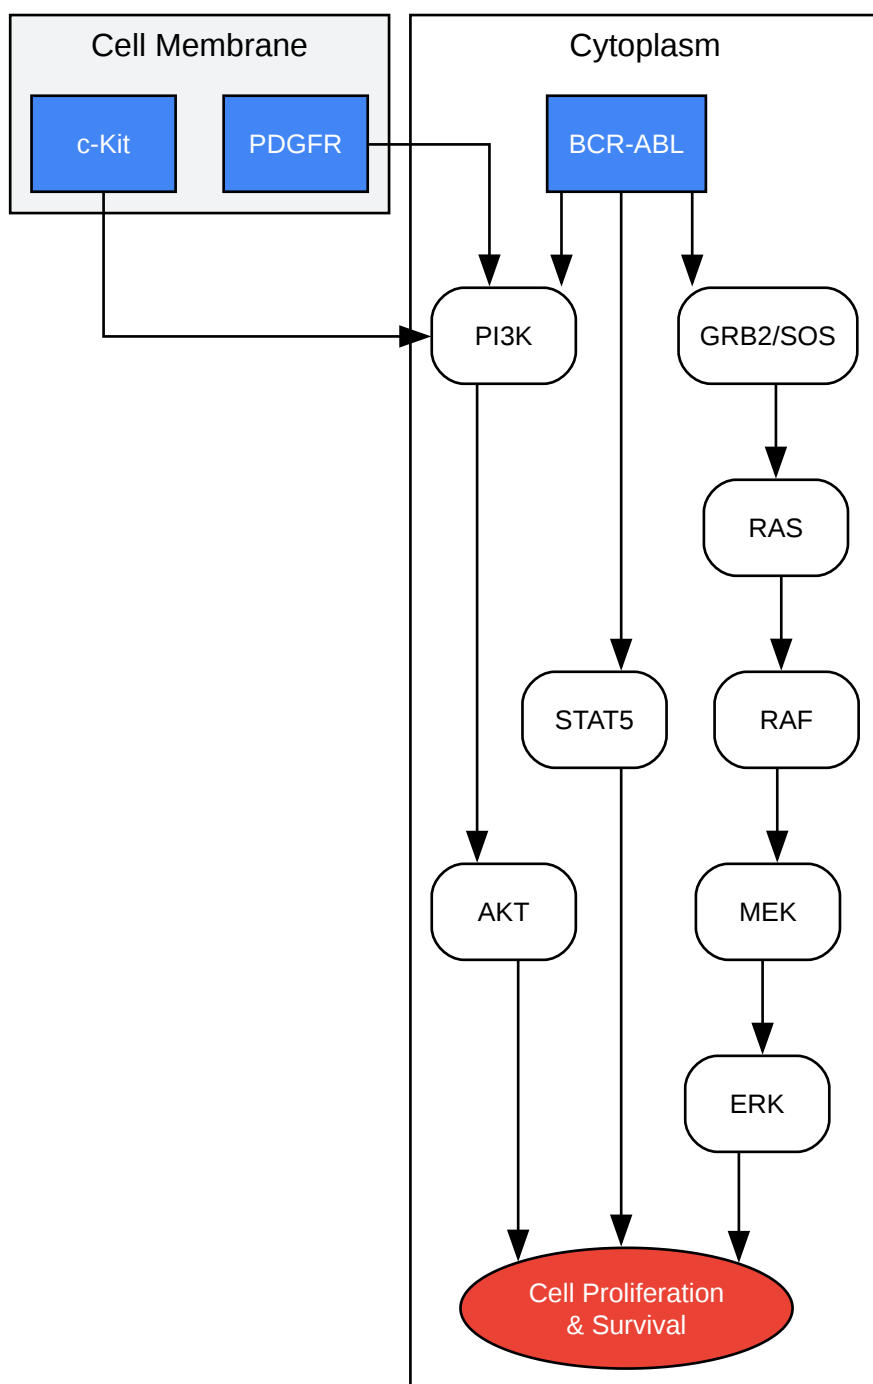 Cell Membrane
Cytoplasm
c-Kit
PDGFR
BCR-ABL
PI3K
GRB2/SOS
RAS
STAT5
RAF
AKT
MEK
ERK
Cell Proliferation
& Survival